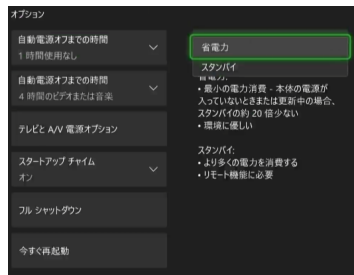 オプション
自動電源オフまでの時間
1 時間使用なし
自動電源オフまでの時間
4 時間のビデオまたは音楽
テレビと A/V 電源オプション
スタートアップ チャイム
オン
フル シャットダウン
今すぐ再起動
省電力
スタンバイ
省電力:
• 最小の電力消費 - 本体の電源が
入っていないときまたは更新中の場合、
スタンバイの約 20 倍少ない
• 環境に優しい
スタンバイ:
• より多くの電力を消費する
• リモート機能に必要